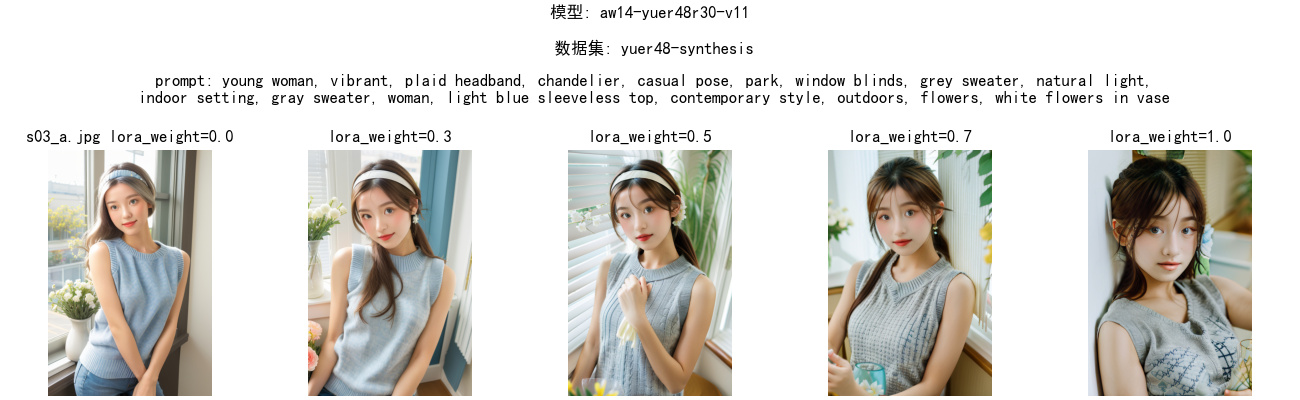 模型: aw14-yuer48r30-v11
数据集: yuer48-synthesis
prompt: young woman, vibrant, plaid headband, chandelier, casual pose, park, window blinds, grey sweater, natural light,
indoor setting, gray sweater, woman, light blue sleeveless top, contemporary style, outdoors, flowers, white flowers in vase
s03_a.jpg lora_weight=0.0
lora_weight=0.3
lora_weight=0.5
lora_weight=0.7
lora_weight=1.0